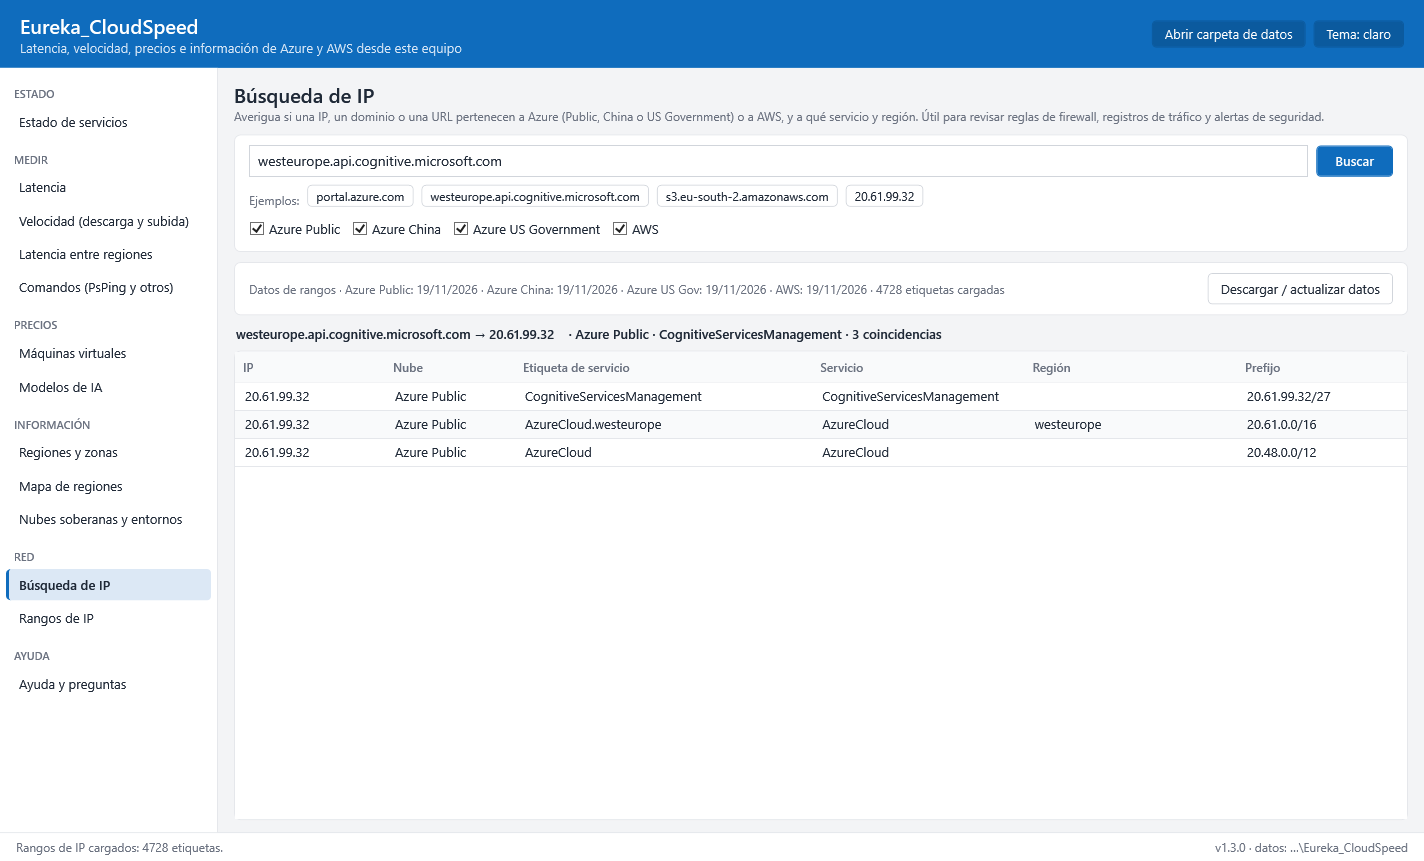 Eureka_CloudSpeed
Latencia, velocidad, precios e información de Azure y AWS desde este equipo
Abrir carpeta de datos
Tema: claro
ESTADO
Estado de servicios
MEDIR
Latencia
Velocidad (descarga y subida)
Latencia entre regiones
Comandos (PsPing y otros)
PRECIOS
Máquinas virtuales
Modelos de IA
INFORMACIÓN
Regiones y zonas
Mapa de regiones
Nubes soberanas y entornos
RED
Búsqueda de IP
Rangos de IP
AYUDA
Ayuda y preguntas
Búsqueda de IP
Averigua si una IP, un dominio o una URL pertenecen a Azure (Public, China o US Government) o a AWS, y a qué servicio y región. Útil para revisar reglas de firewall, registros de tráfico y alertas de seguridad.
westeurope.api.cognitive.microsoft.com
Buscar
Ejemplos: portal.azure.com westeurope.api.cognitive.microsoft.com s3.eu-south-2.amazonaws.com 20.61.99.32
Azure Public Azure China Azure US Government AWS
Datos de rangos · Azure Public: 19/11/2026 · Azure China: 19/11/2026 · Azure US Gov: 19/11/2026 · AWS: 19/11/2026 · 4728 etiquetas cargadas
Descargar / actualizar datos
westeurope.api.cognitive.microsoft.com → 20.61.99.32 · Azure Public · CognitiveServicesManagement · 3 coincidencias
IP Nube Etiqueta de servicio Servicio Región Prefijo
20.61.99.32 Azure Public CognitiveServicesManagement CognitiveServicesManagement 20.61.99.32/27
20.61.99.32 Azure Public AzureCloud.westeurope AzureCloud westeurope 20.61.0.0/16
20.61.99.32 Azure Public AzureCloud AzureCloud 20.48.0.0/12
Rangos de IP cargados: 4728 etiquetas.
v1.3.0 · datos: ...\Eureka_CloudSpeed